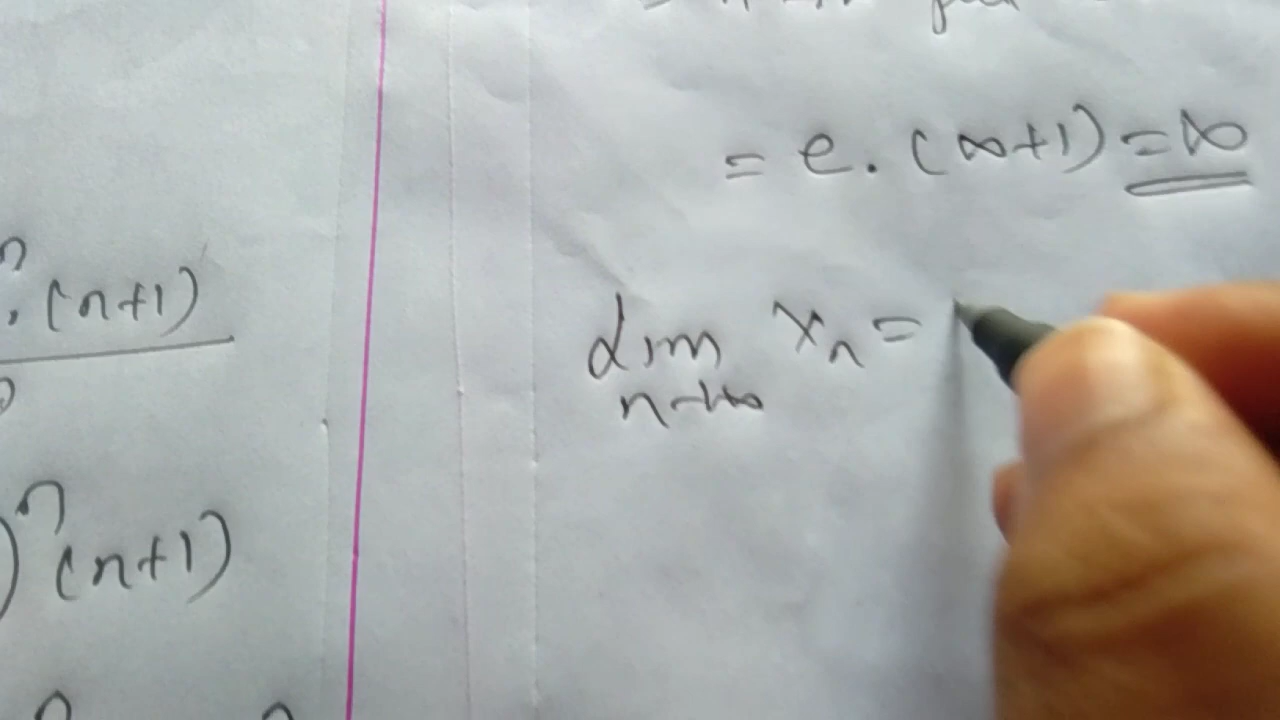 n
. (n+1)
)ⁿ (n+1)
= e. (∞+1) = ∞
Lim xₙ =
n→∞